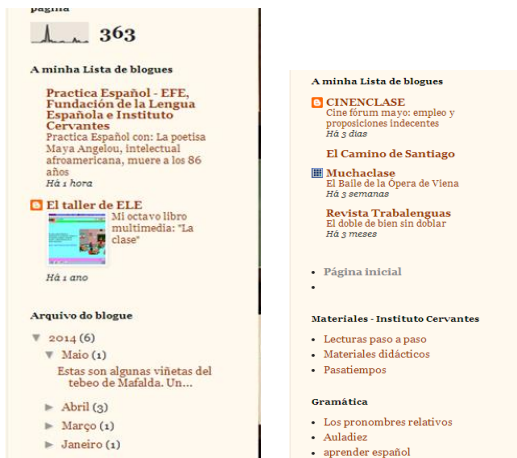 página
363
A minha Lista de blogues
Practica Español - EFE,
Fundación de la Lengua
Española e Instituto
Cervantes
Practica Español con: La poetisa
Maya Angelou, intelectual
afroamericana, muere a los 86
años
Há 1 hora
El taller de ELE
Mi octavo libro
multimedia: "La
clase"
Há 1 ano
Arquivo do blogue
▼ 2014 (6)
▼ Maio (1)
Estas son algunas viñetas del
tebeo de Mafalda. Un...
► Abril (3)
► Março (1)
► Janeiro (1)
A minha Lista de blogues
CINENCLASE
Cine fórum mayo: empleo y
proposiciones indecentes
Há 3 dias
El Camino de Santiago
Muchaclase
El Baile de la Ópera de Viena
Há 3 semanas
Revista Trabalenguas
El doble de bien sin doblar
Há 3 meses
• Página inicial
•
Materiales - Instituto Cervantes
• Lecturas paso a paso
• Materiales didácticos
• Pasatiempos
Gramática
• Los pronombres relativos
• Auladiez
• aprender español